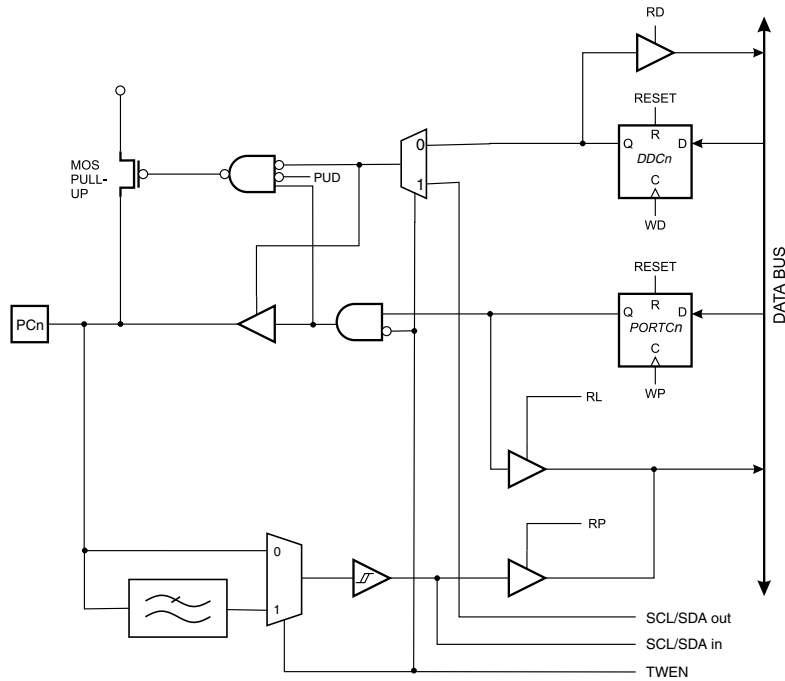 RD
RESET
R
Q
D
DDCn
C
WD
0
1
MOS
PULL-
UP
PUD
RESET
R
Q
D
PORTCn
C
WP
DATA BUS
PCn
RL
RP
0
1
SCL/SDA out
SCL/SDA in
TWEN